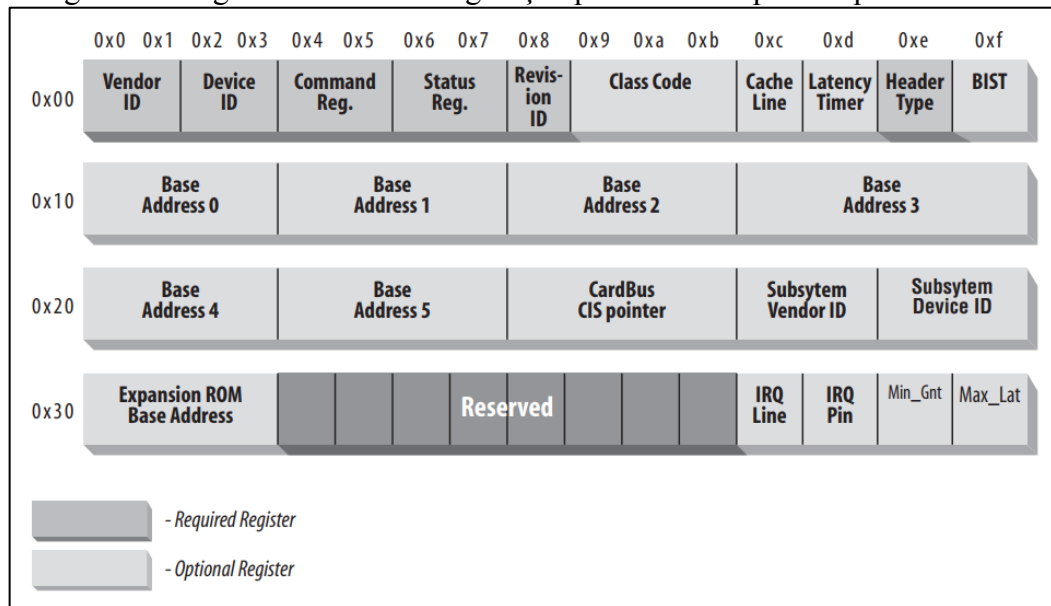 0x0 0x1 0x2 0x3 0x4 0x5 0x6 0x7 0x8 0x9 0xa 0xb 0xc 0xd 0xe 0xf
0x00
Vendor
ID
Device
ID
Command
Reg.
Status
Reg.
Revis-
ion
ID
Class Code
Cache
Line
Latency
Timer
Header
Type
BIST
0x10
Base
Address 0
Base
Address 1
Base
Address 2
Base
Address 3
0x20
Base
Address 4
Base
Address 5
CardBus
CIS pointer
Subsytem
Vendor ID
Subsytem
Device ID
0x30
Expansion ROM
Base Address
Reserved
IRQ
Line
IRQ
Pin
Min_Gnt
Max_Lat
- Required Register
- Optional Register